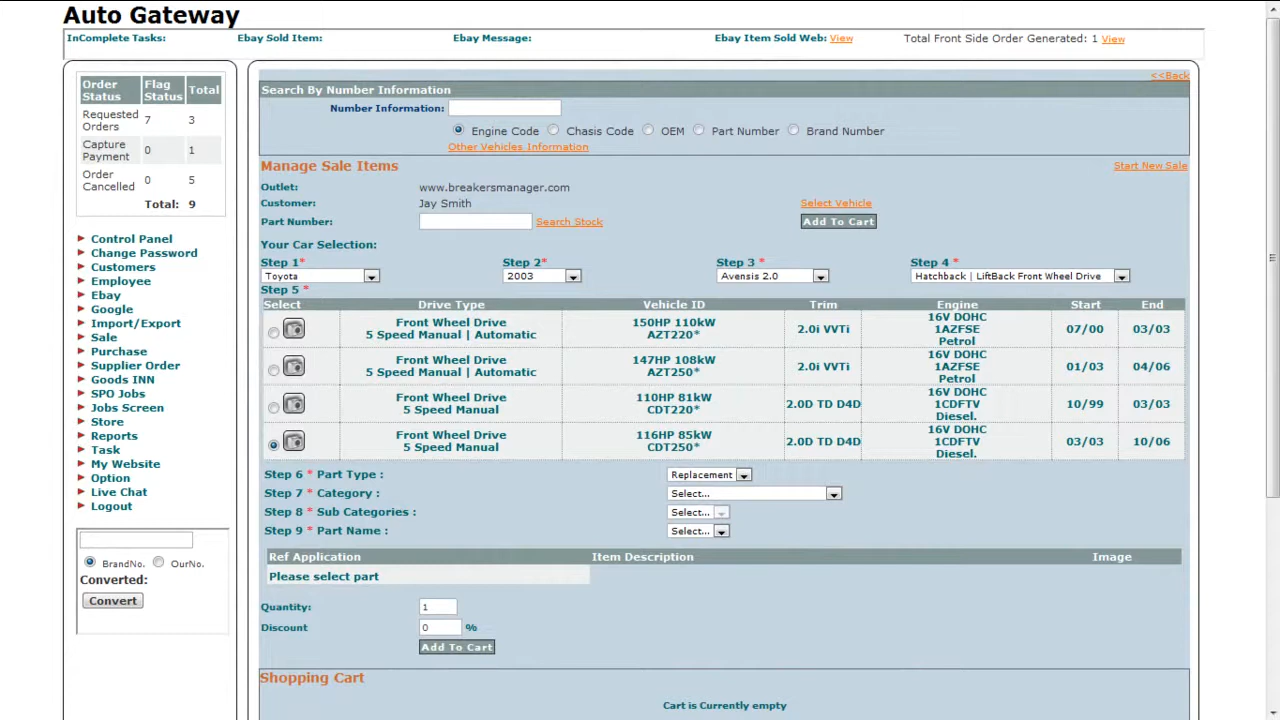 Auto Gateway
InComplete Tasks: Ebay Sold Item: Ebay Message: Ebay Item Sold Web: View Total Front Side Order Generated: 1 View
Order Status Flag Status Total
Requested Orders 7 3
Capture Payment 0 1
Order Cancelled 0 5
Total: 9
Control Panel
Change Password
Customers
Employee
Ebay
Google
Import/Export
Sale
Purchase
Supplier Order
Goods INN
SPO Jobs
Jobs Screen
Store
Reports
Task
My Website
Option
Live Chat
Logout
BrandNo. OurNo.
Converted:
Convert
<<Back
Search By Number Information
Number Information:
Engine Code Chasis Code OEM Part Number Brand Number
Other Vehicles Information
Manage Sale Items Start New Sale
Outlet: www.breakersmanager.com
Customer: Jay Smith Select Vehicle
Part Number: Search Stock Add To Cart
Your Car Selection:
Step 1* Step 2* Step 3 * Step 4 *
Toyota 2003 Avensis 2.0 Hatchback | LiftBack Front Wheel Drive
Step 5 *
Select Drive Type Vehicle ID Trim Engine Start End
Front Wheel Drive 5 Speed Manual | Automatic 150HP 110kW AZT220* 2.0i VVTi 16V DOHC 1AZFSE Petrol 07/00 03/03
Front Wheel Drive 5 Speed Manual | Automatic 147HP 108kW AZT250* 2.0i VVTi 16V DOHC 1AZFSE Petrol 01/03 04/06
Front Wheel Drive 5 Speed Manual 110HP 81kW CDT220* 2.0D TD D4D 16V DOHC 1CDFTV Diesel. 10/99 03/03
Front Wheel Drive 5 Speed Manual 116HP 85kW CDT250* 2.0D TD D4D 16V DOHC 1CDFTV Diesel. 03/03 10/06
Step 6 * Part Type : Replacement
Step 7 * Category : Select...
Step 8 * Sub Categories : Select...
Step 9 * Part Name : Select...
Ref Application Item Description Image
Please select part
Quantity: 1
Discount 0 %
Add To Cart
Shopping Cart
Cart is Currently empty